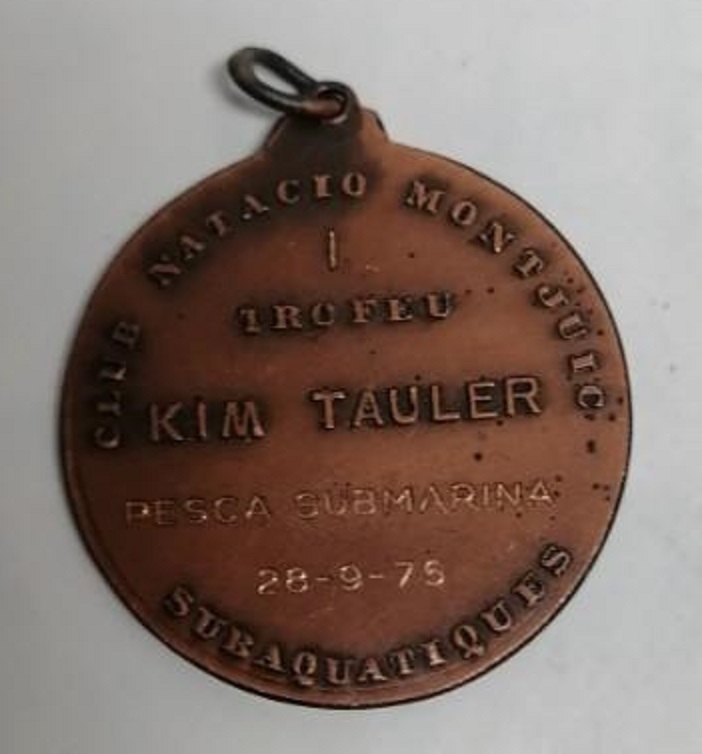 CLUB NATACIO MONTJUIC
I
TROFEU
KIM TAULER
PESCA SUBMARINA
28-9-75
SUBAQUATIQUES